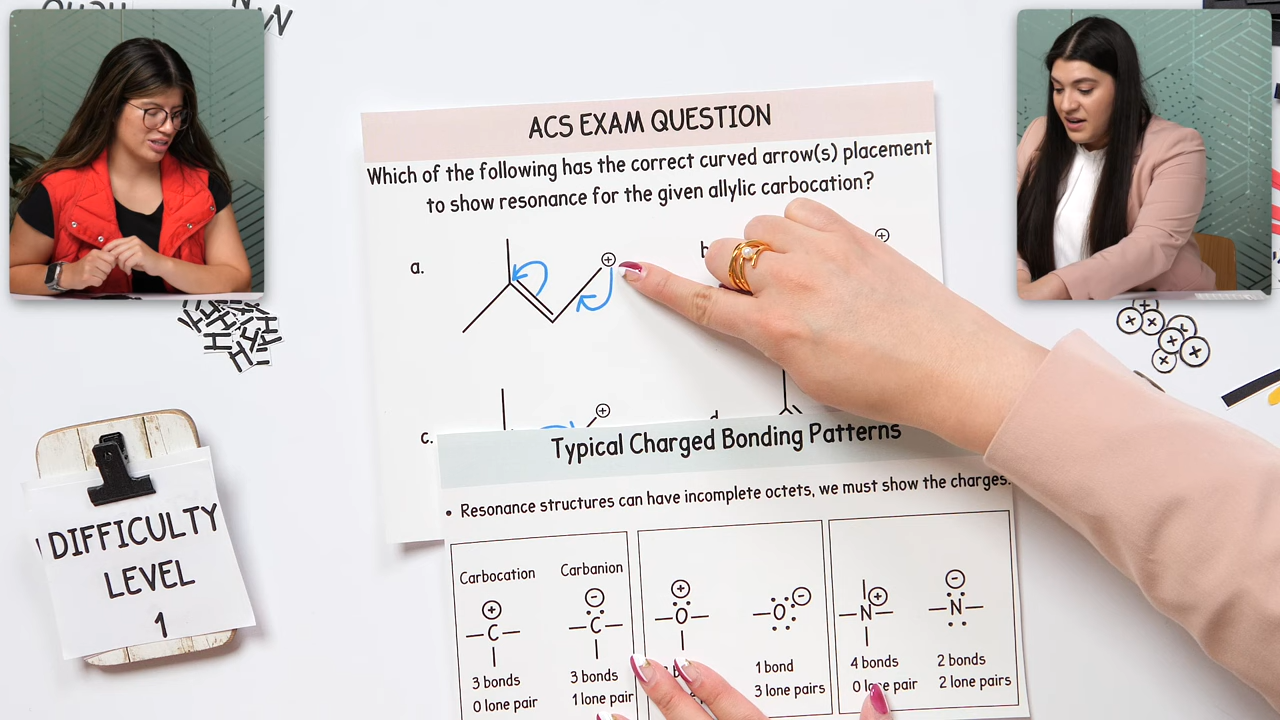 ACS EXAM QUESTION
Which of the following has the correct curved arrow(s) placement
to show resonance for the given allylic carbocation?
a.
c.
Typical Charged Bonding Patterns
• Resonance structures can have incomplete octets, we must show the charges.
Carbocation
Carbanion
C
C
O
O
N
N
3 bonds
0 lone pair
3 bonds
1 lone pair
1 bond
3 lone pairs
4 bonds
0 lone pair
2 bonds
2 lone pairs
DIFFICULTY
LEVEL
1